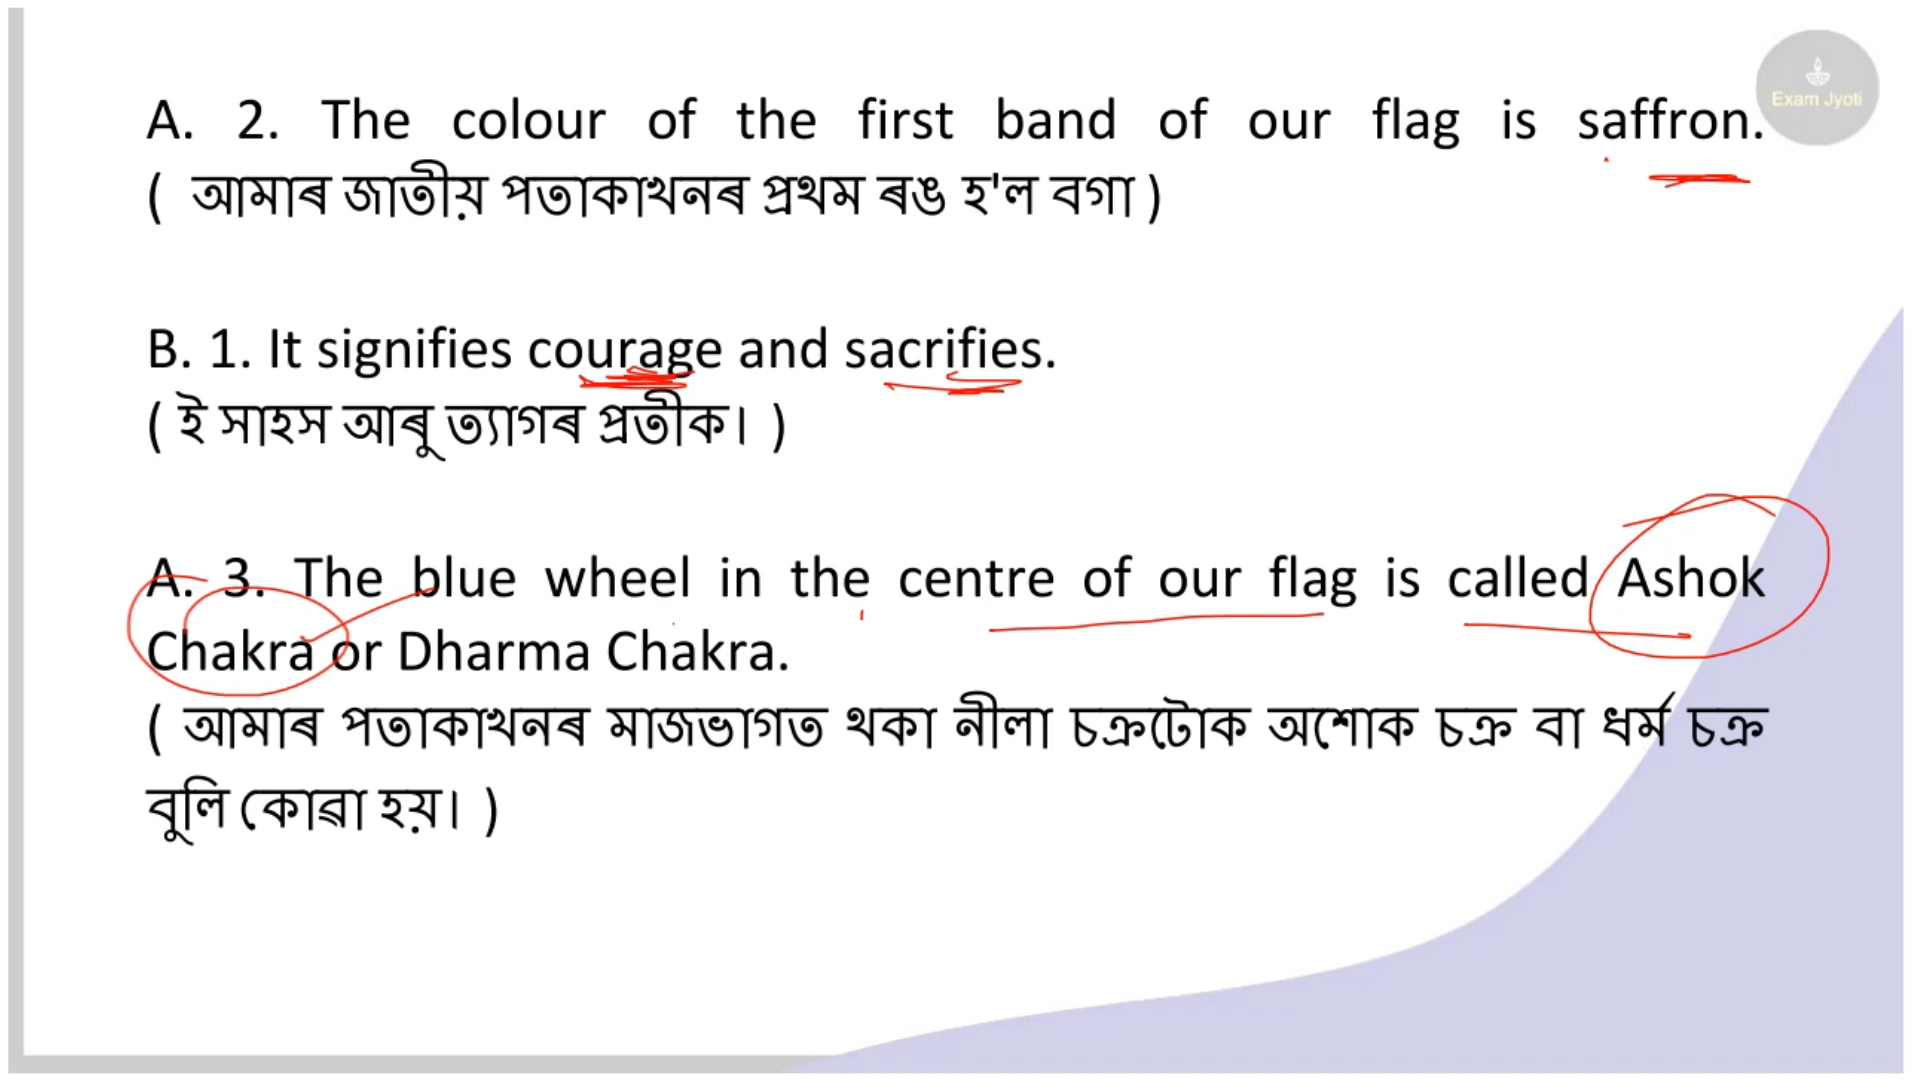 Exam Jyoti
A. 2. The colour of the first band of our flag is saffron.
( আমাৰ জাতীয় পতাকাখনৰ প্ৰথম ৰঙ হ'ল বগা )
B. 1. It signifies courage and sacrifies.
( ই সাহস আৰু ত্যাগৰ প্ৰতীক। )
A. 3. The blue wheel in the centre of our flag is called Ashok
Chakra or Dharma Chakra.
( আমাৰ পতাকাখনৰ মাজভাগত থকা নীলা চক্ৰটোক অশোক চক্ৰ বা ধৰ্ম চক্ৰ
বুলি কোৱা হয়। )